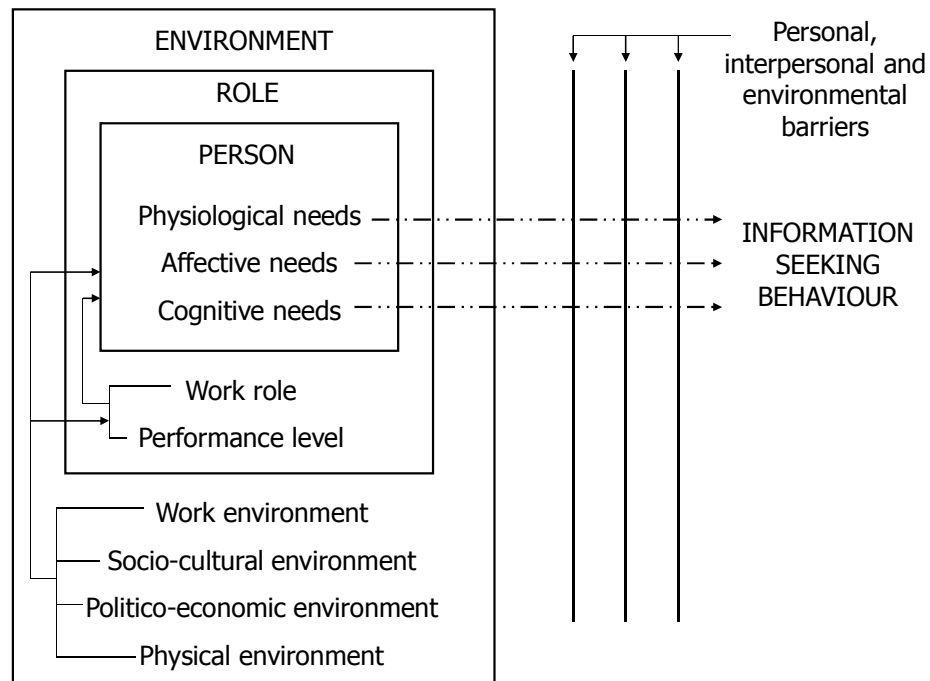 ENVIRONMENT
ROLE
PERSON
Physiological needs
Affective needs
Cognitive needs
Work role
Performance level
Work environment
Socio-cultural environment
Politico-economic environment
Physical environment
Personal,
interpersonal and
environmental
barriers
INFORMATION
SEEKING
BEHAVIOUR